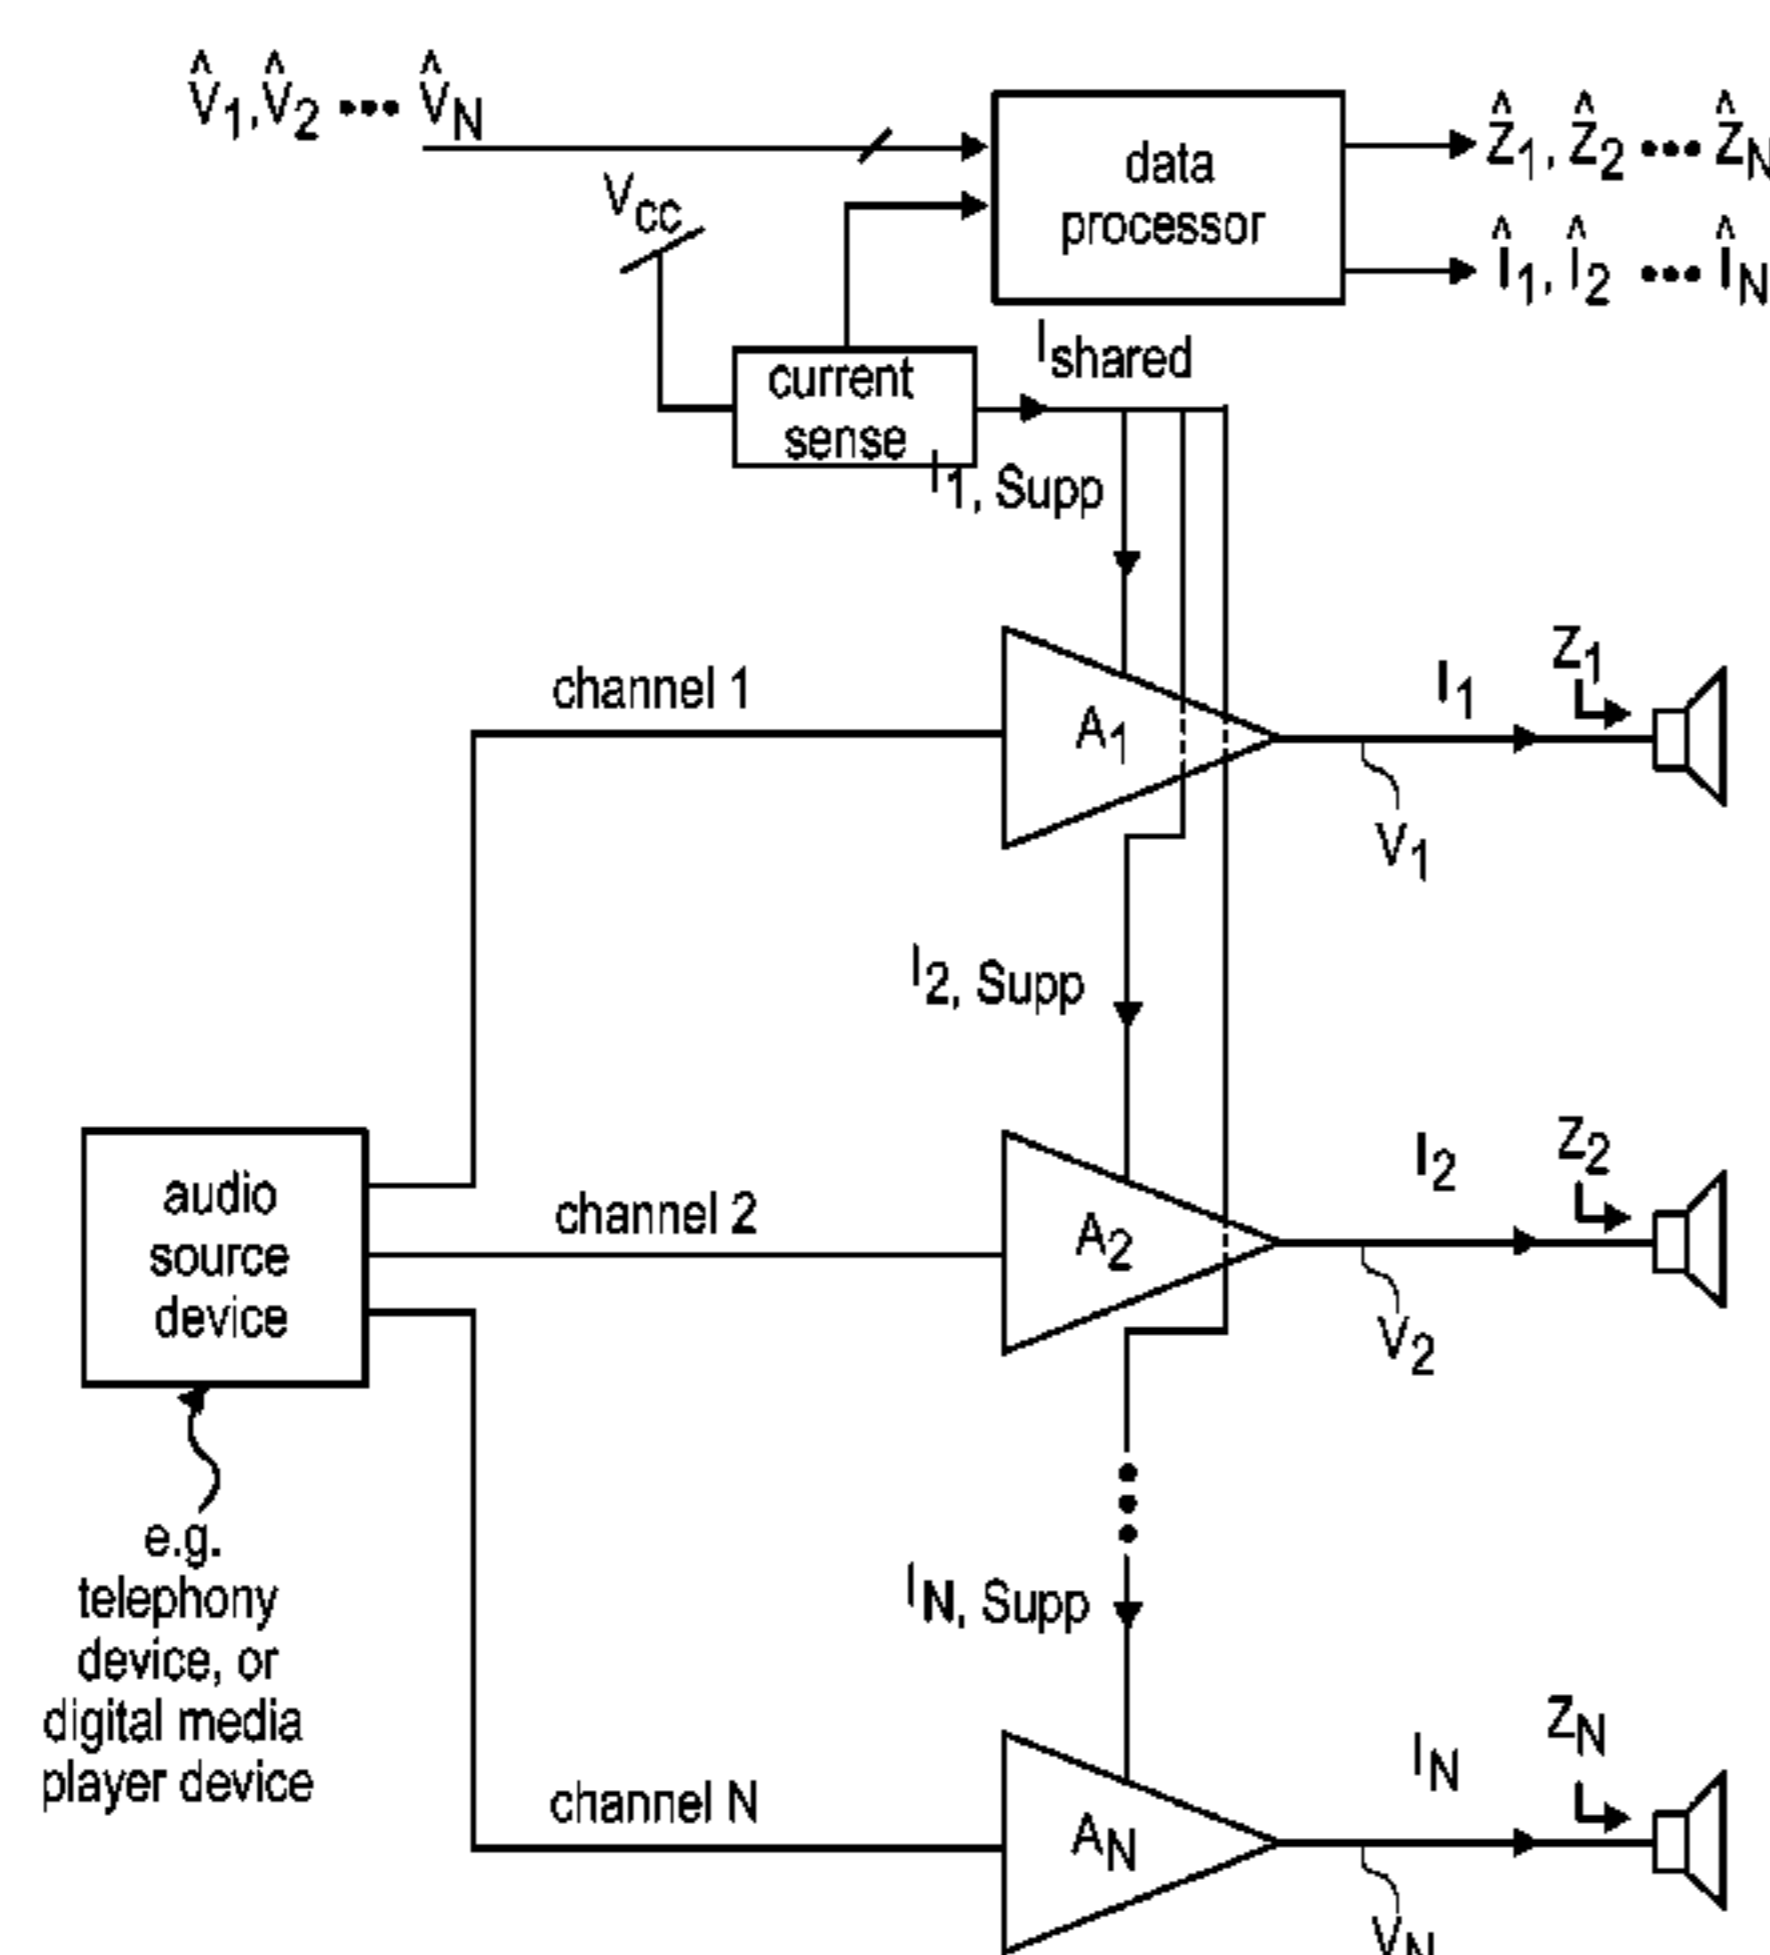 V̂1, V̂2 ••• V̂N
data
processor
Ẑ1, Ẑ2 ••• ẐN
Î1, Î2 ••• ÎN
Vcc
Ishared
current
sense
I1, Supp
channel 1
A1
I1
Z1
V1
I2, Supp
audio
source
device
channel 2
A2
I2
Z2
V2
e.g.
telephony
device, or
digital media
player device
IN, Supp
channel N
AN
IN
ZN
VN